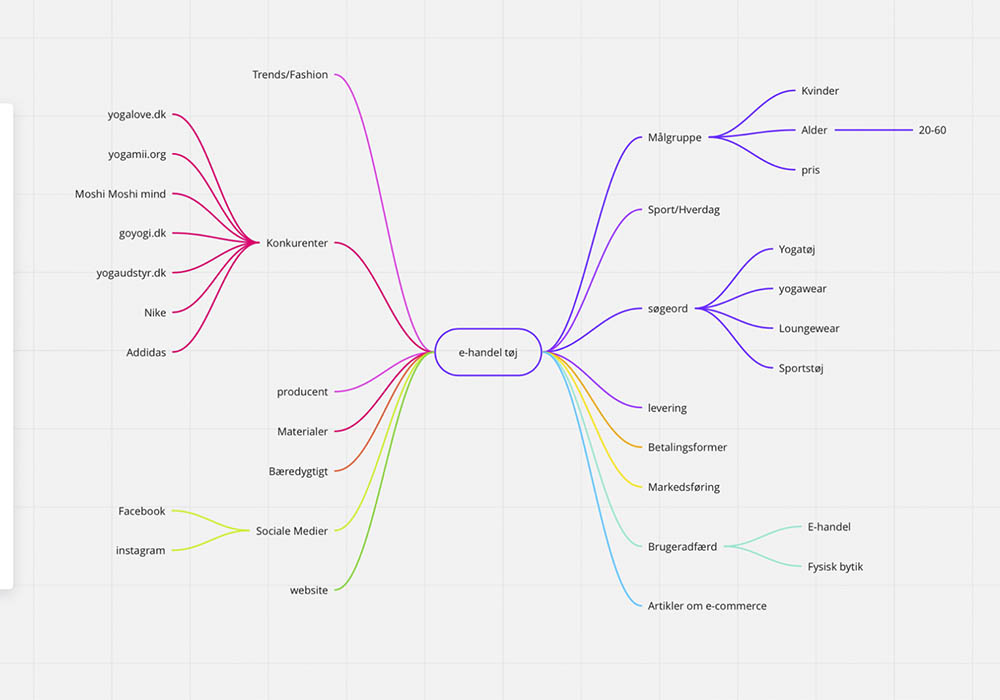 Trends/Fashion
yogalove.dk
yogamii.org
Moshi Moshi mind
goyogi.dk
yogaudstyr.dk
Nike
Addidas
Konkurenter
producent
Materialer
Bæredygtigt
Facebook
instagram
Sociale Medier
website
e-handel tøj
Målgruppe
Kvinder
Alder
20-60
pris
Sport/Hverdag
søgeord
Yogatøj
yogawear
Loungewear
Sportstøj
levering
Betalingsformer
Markedsføring
Brugeradfærd
E-handel
Fysisk bytik
Artikler om e-commerce